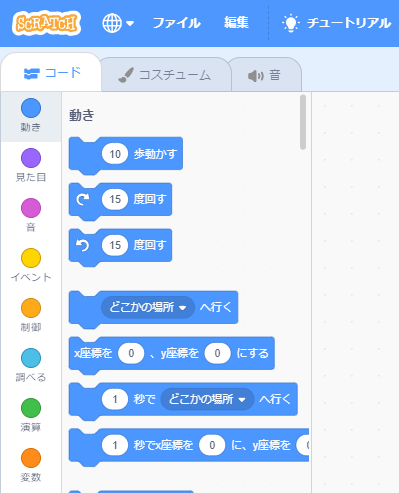 SCRATCH ファイル 編集 チュートリアル
コード コスチューム 音
動き
見た目
音
イベント
制御
調べる
演算
変数
動き
10 歩動かす
15 度回す
15 度回す
どこかの場所 へ行く
x座標を 0 、y座標を 0 にする
1 秒で どこかの場所 へ行く
1 秒でx座標を 0 に、y座標を